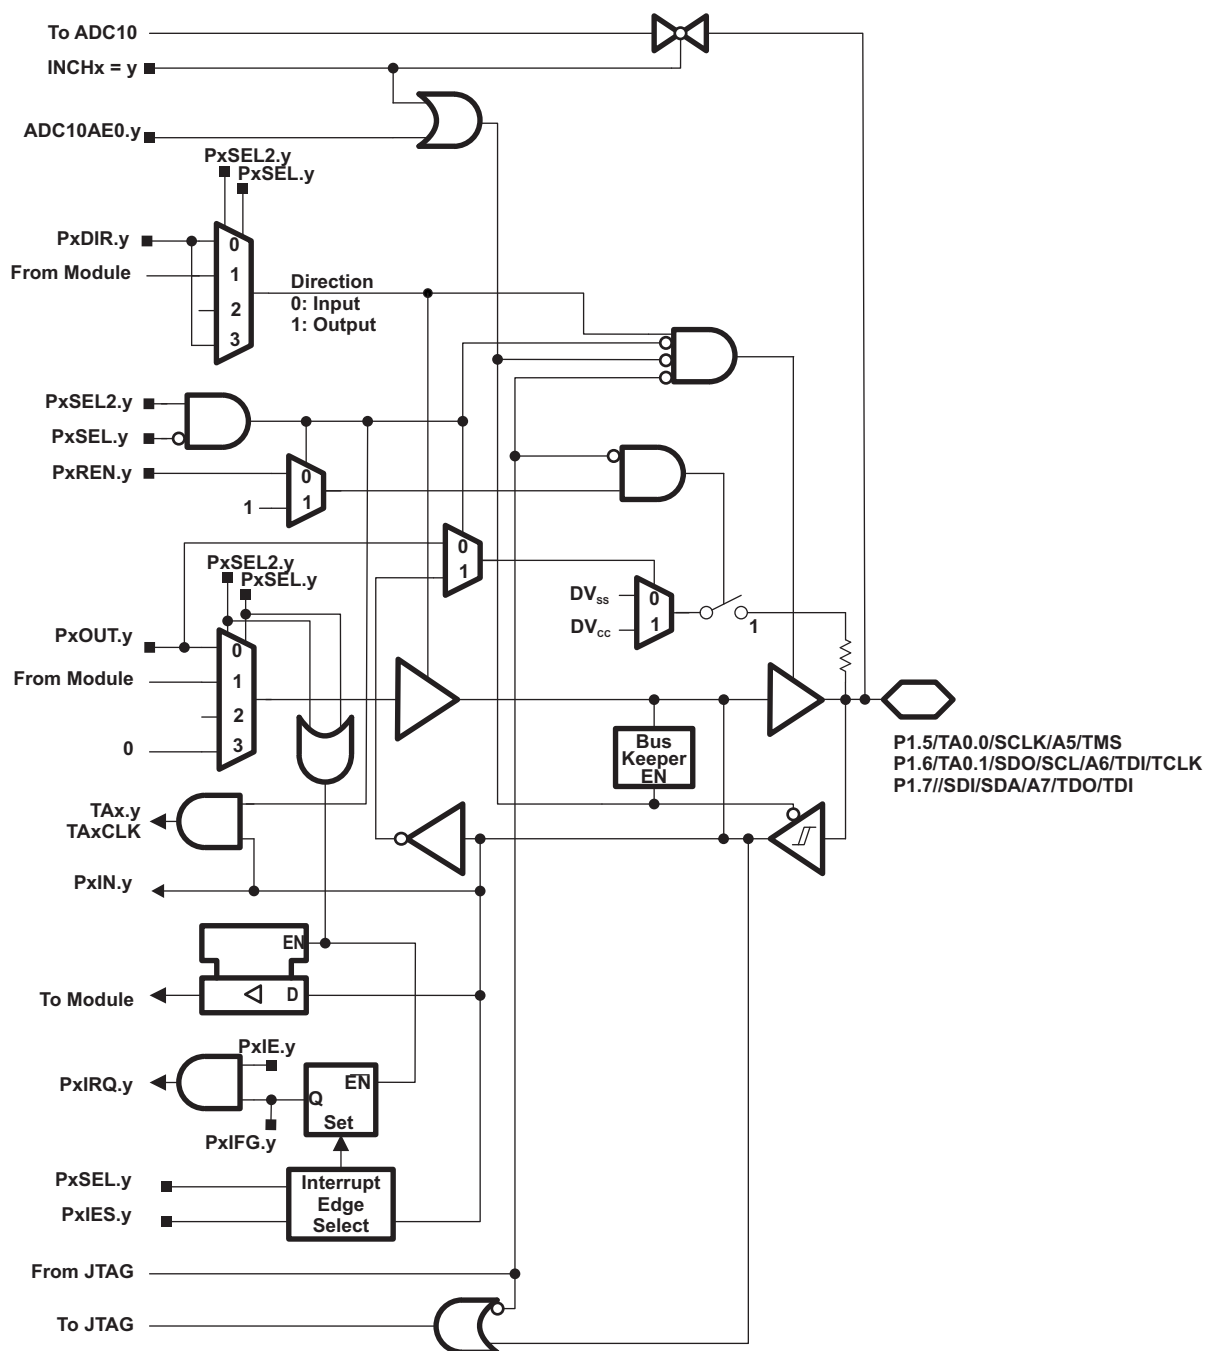 To ADC10
INCHx = y
ADC10AE0.y
PxSEL2.y
PxSEL.y
PxDIR.y
0
From Module
1
2
3
Direction
0: Input
1: Output
PxSEL2.y
PxSEL.y
PxREN.y
0
1
1
0
1
PxSEL2.y
PxSEL.y
DVSS
0
DVCC
1
1
PxOUT.y
0
From Module
1
2
0
3
Bus
Keeper
EN
P1.5/TA0.0/SCLK/A5/TMS
P1.6/TA0.1/SDO/SCL/A6/TDI/TCLK
P1.7//SDI/SDA/A7/TDO/TDI
TAx.y
TAxCLK
PxIN.y
EN
To Module
D
PxIE.y
PxIRQ.y
EN
Q
Set
PxIFG.y
PxSEL.y
PxIES.y
Interrupt
Edge
Select
From JTAG
To JTAG